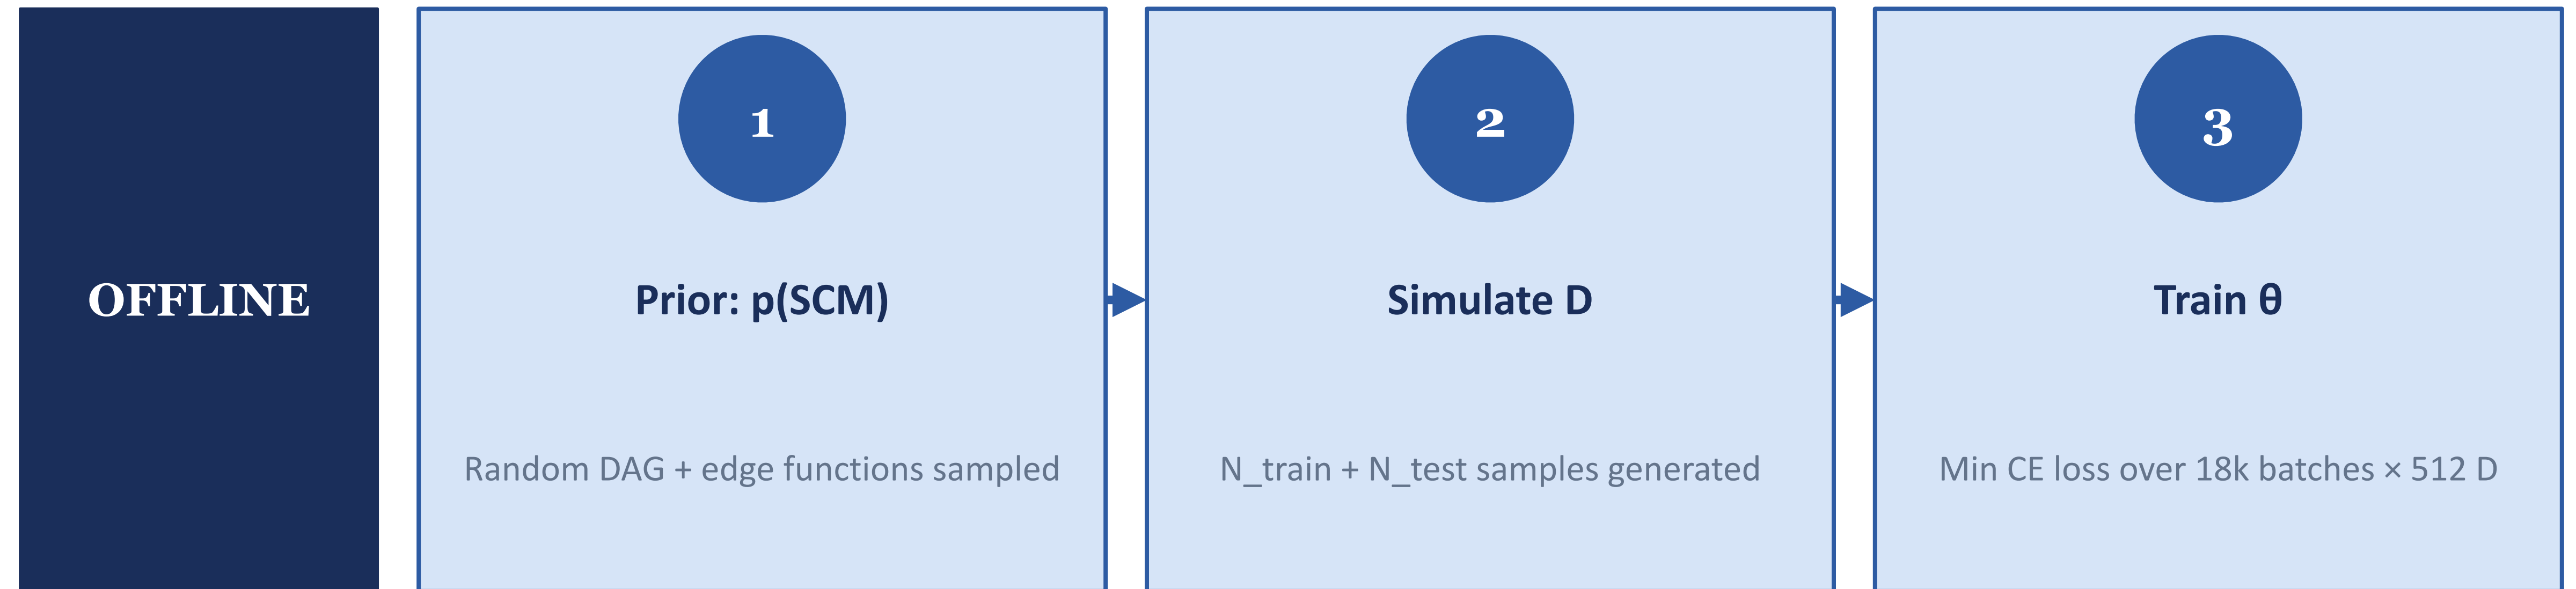 OFFLINE
1
Prior: p(SCM)
Random DAG + edge functions sampled
2
Simulate D
N_train + N_test samples generated
3
Train θ
Min CE loss over 18k batches × 512 D